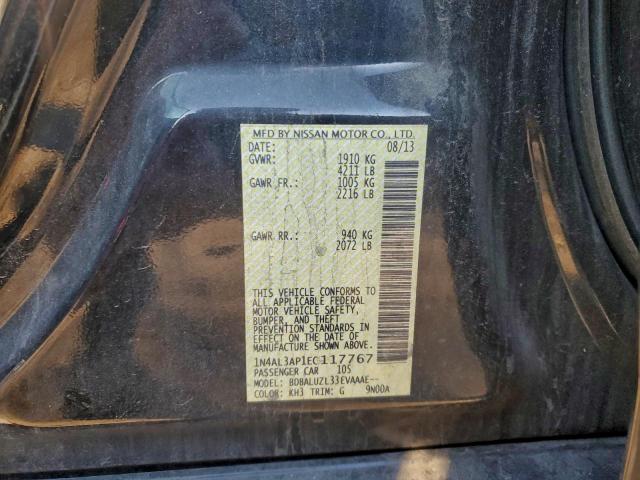 MFD BY NISSAN MOTOR CO., LTD.
DATE: 08/13
GVWR: 1910 KG
4211 LB
GAWR FR.: 1005 KG
2216 LB
GAWR RR.: 940 KG
2072 LB
THIS VEHICLE CONFORMS TO
ALL APPLICABLE FEDERAL
MOTOR VEHICLE SAFETY,
BUMPER, AND THEFT
PREVENTION STANDARDS IN
EFFECT ON THE DATE OF
MANUFACTURE SHOWN ABOVE.
1N4AL3AP1EC117767
PASSENGER CAR 10S
MODEL: BDBALUZL33EVAAAE--
COLOR: KH3 TRIM: G 9N00A